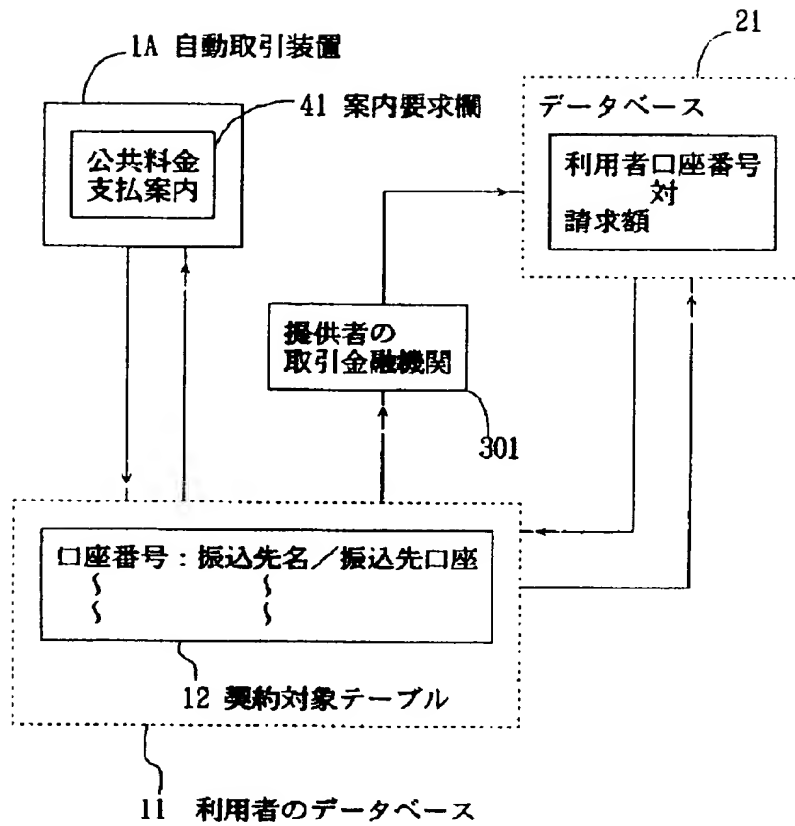 1A 自動取引装置
41 案内要求欄
公共料金
支払案内
21
データベース
利用者口座番号
対
請求額
提供者の
取引金融機関
301
口座番号：振込先名／振込先口座
12 契約対象テーブル
11 利用者のデータベース